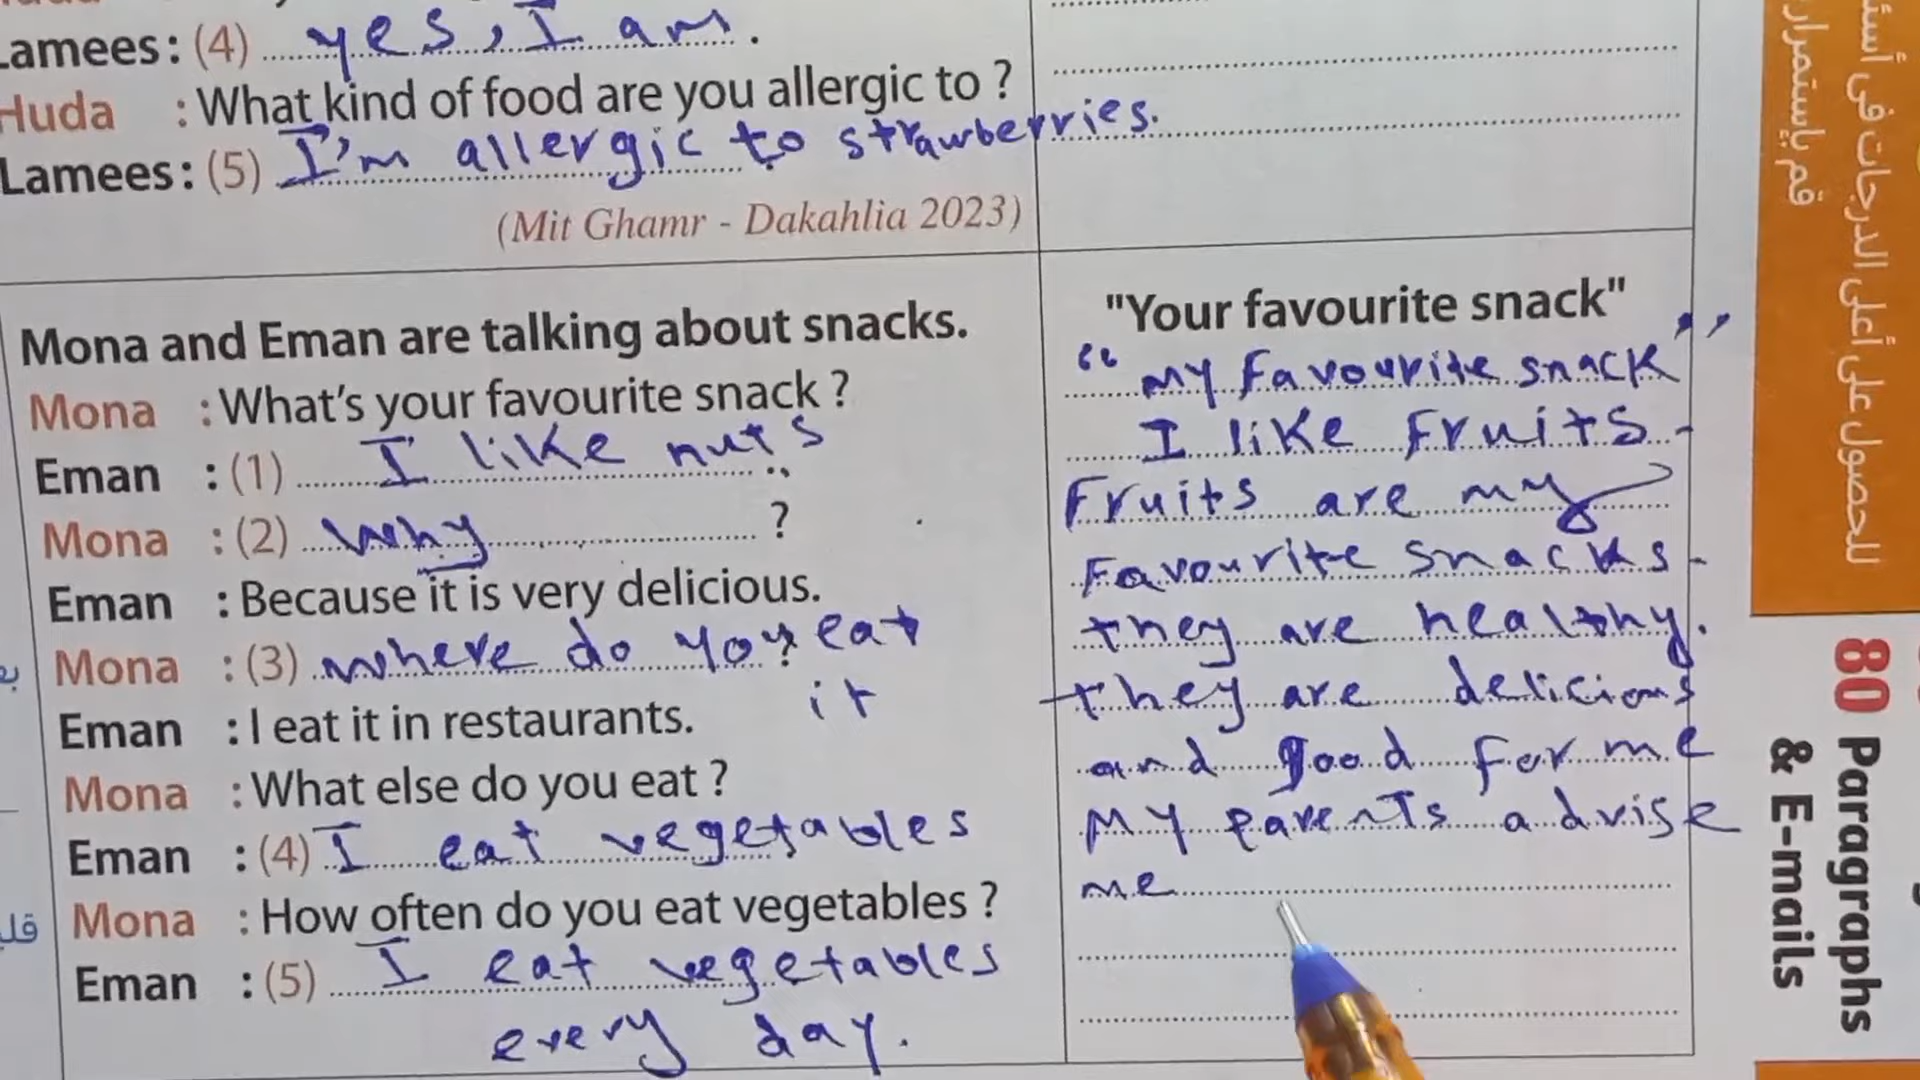 Lamees : (4) yes, I am.
Huda : What kind of food are you allergic to ?
Lamees : (5) I'm allergic to strawberries.
(Mit Ghamr - Dakahlia 2023)
Mona and Eman are talking about snacks.
Mona : What's your favourite snack ?
Eman : (1) I like nuts.
Mona : (2) Why ?
Eman : Because it is very delicious.
Mona : (3) where do you eat it ?
Eman : I eat it in restaurants.
Mona : What else do you eat ?
Eman : (4) I eat vegetables
Mona : How often do you eat vegetables ?
Eman : (5) I eat vegetables
every day.
"Your favourite snack"
"My favourite snack"
I like fruits.
Fruits are my
favourite snacks.
they are healthy.
they are delicious
and good for me
My parents advise
me
قم باستمرار
للحصول على أعلى الدرجات في
80 Paragraphs
& E-mails